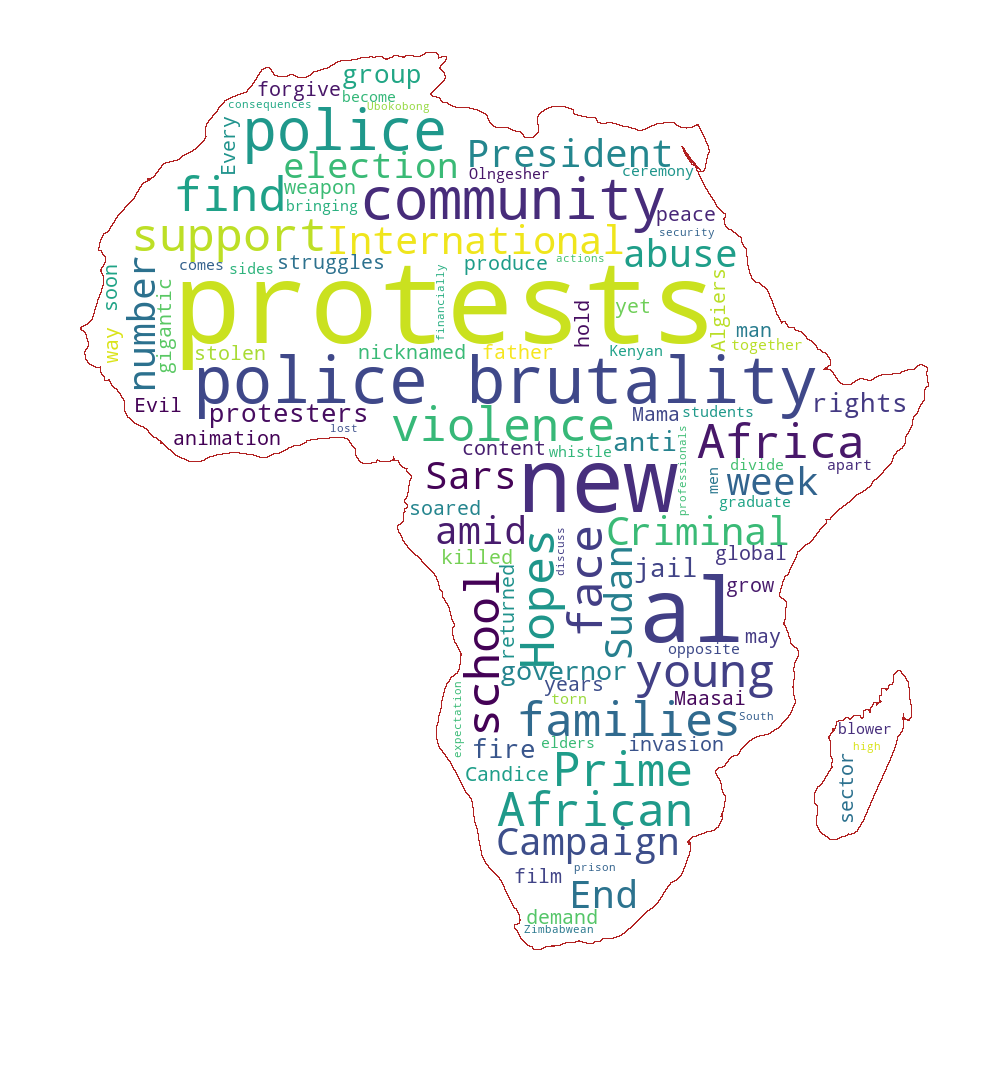 group
forgive
become
consequences
Ubokobong
police
Every
election
President
Olngesher
ceremony
find
weapon
bringing
community
peace
security
support
International
abuse
comes
sides
struggles
produce
actions
soon
number
gigantic
protests
financially
hold
yet
Algiers
man
together
way
stolen
nicknamed
father
Kenyan
police brutality
Evil
protesters
lost
animation
violence
Mama
students
rights
content
whistle
anti
professionals
Africa
Sars
new
men
divide
apart
week
graduate
soared
amid
killed
discuss
Criminal
global
school
returned
Hopes
face
Sudan
jail
al
grow
may
opposite
governor
years
torn
young
Maasai
South
expectation
families
fire
elders
invasion
blower
high
sector
Candice
Prime
African
Campaign
film
prison
End
demand
Zimbabwean